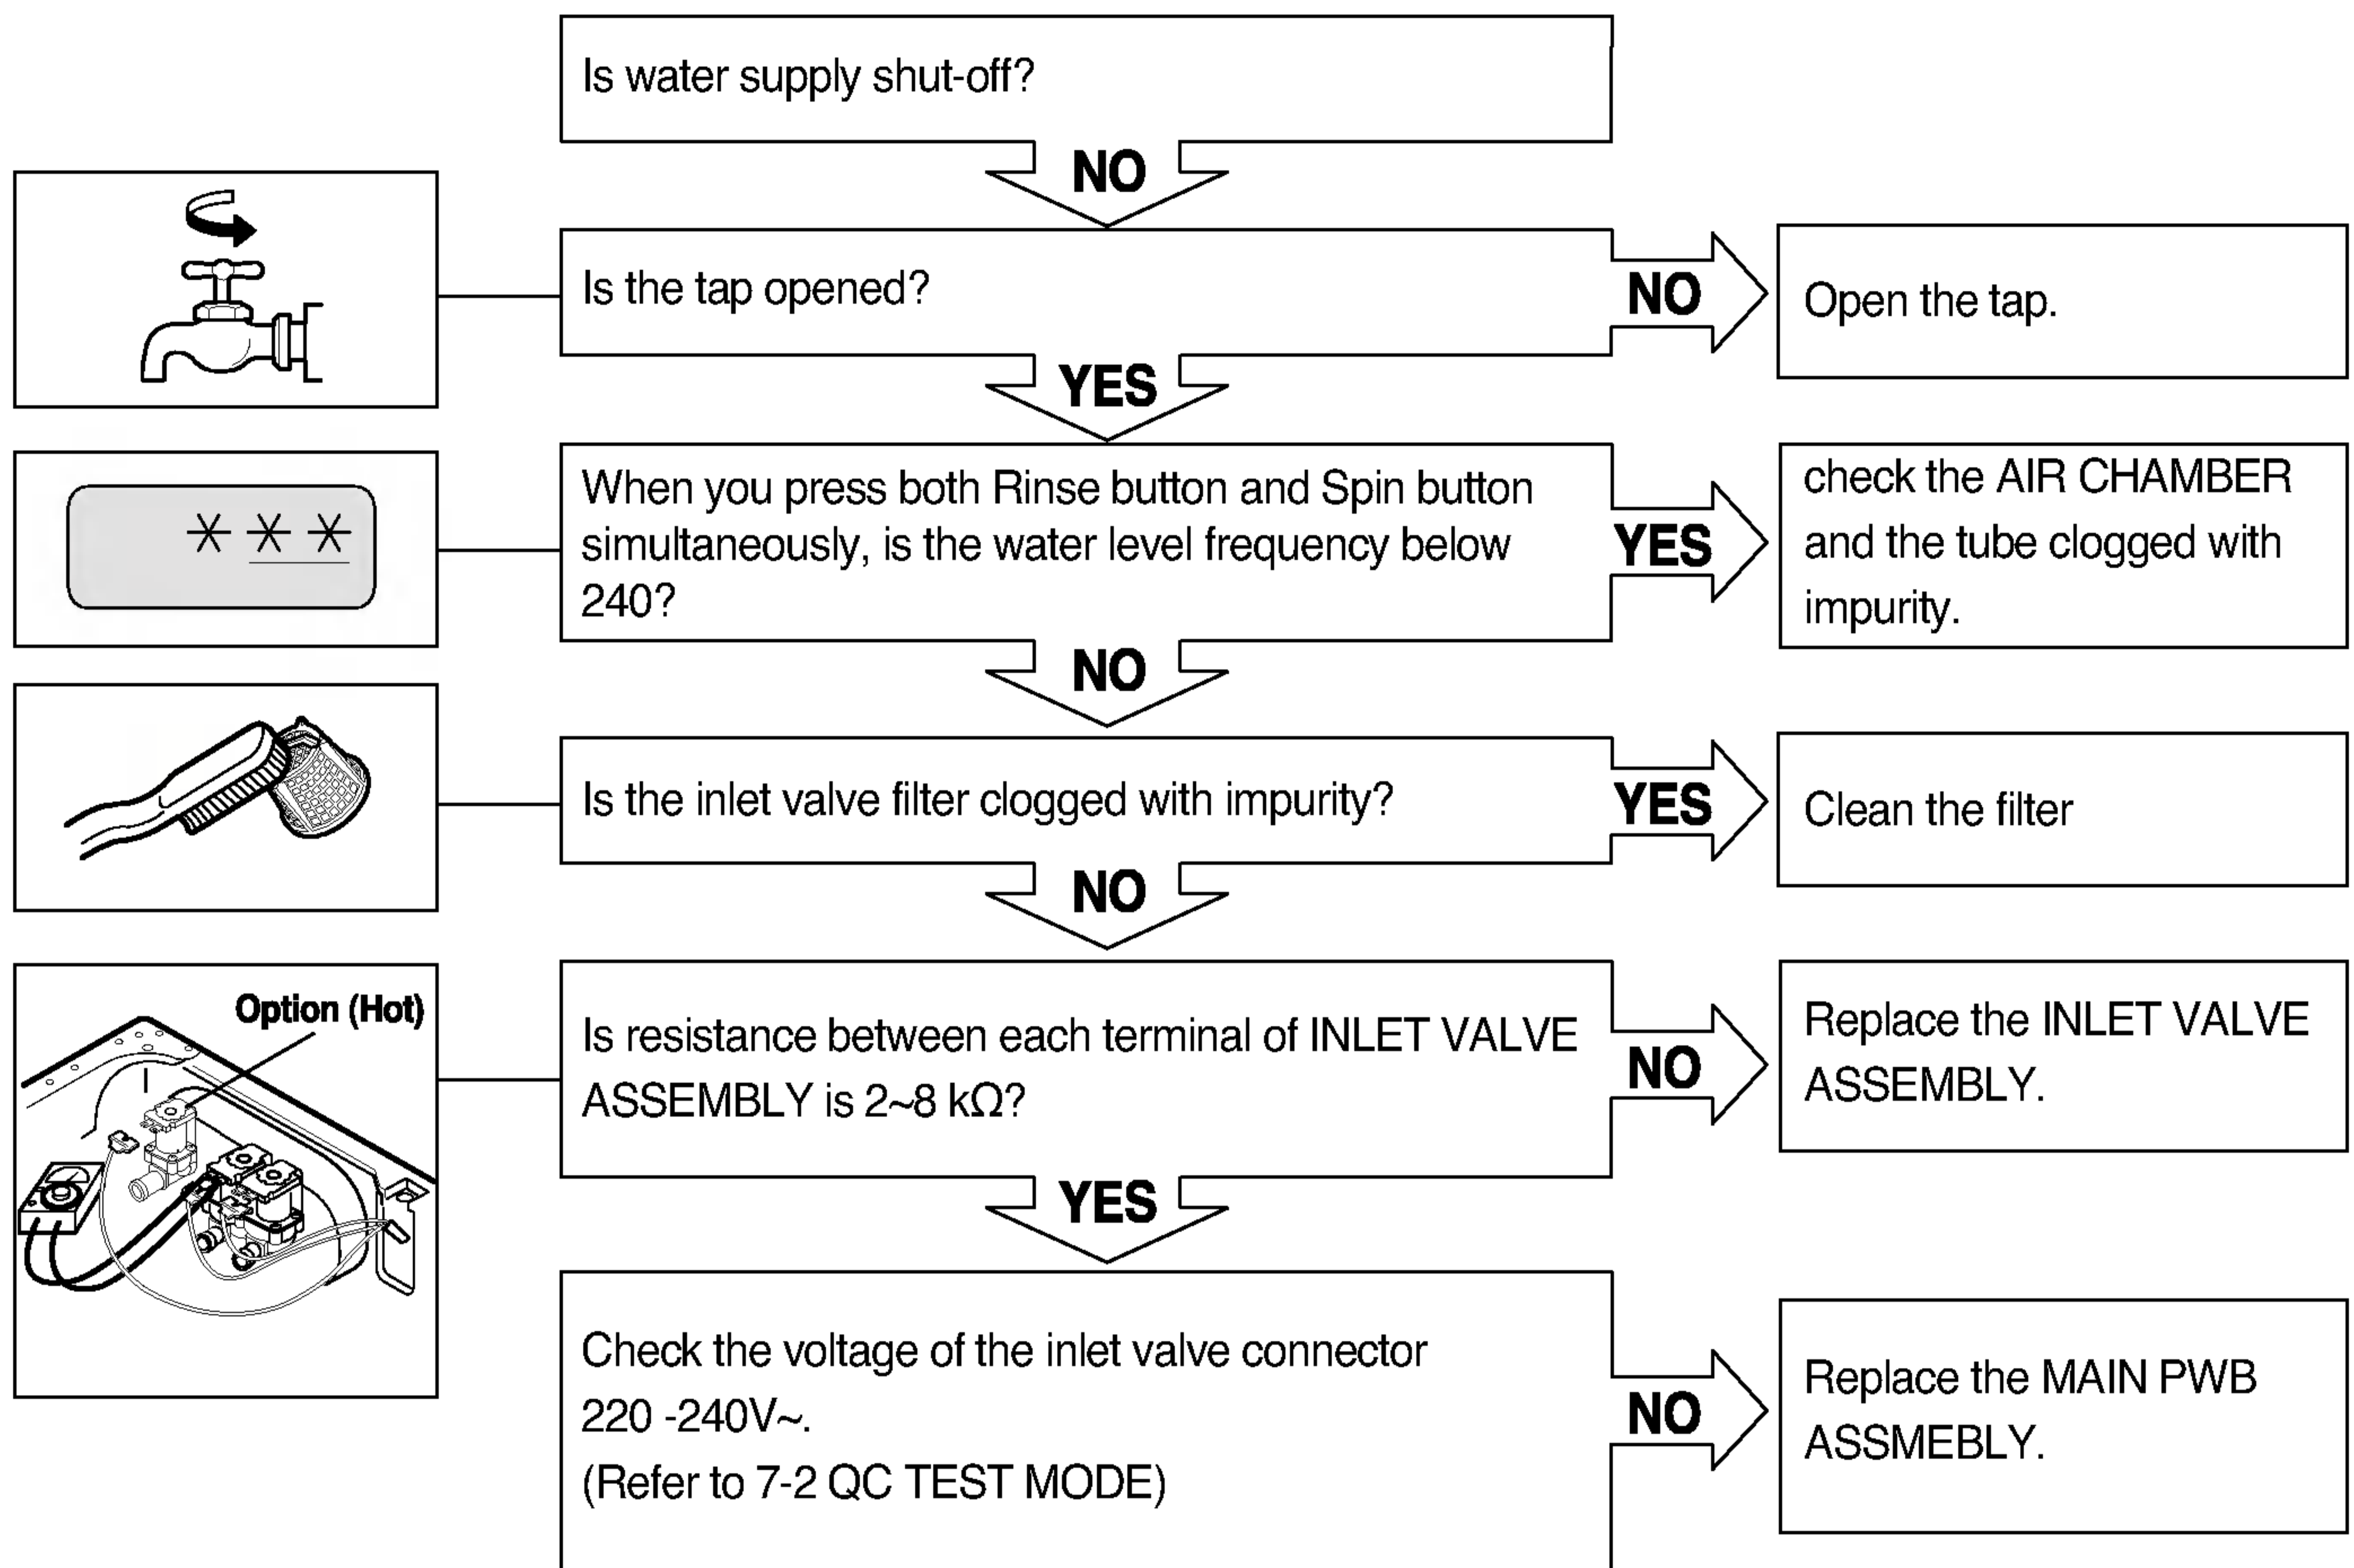 Is water supply shut-off?
NO
Is the tap opened?
NO
Open the tap.
YES
When you press both Rinse button and Spin button
simultaneously, is the water level frequency below
240?
YES
check the AIR CHAMBER
and the tube clogged with
impurity.
***
NO
Is the inlet valve filter clogged with impurity?
YES
Clean the filter
NO
Option (Hot)
Is resistance between each terminal of INLET VALVE
ASSEMBLY is 2~8 kΩ?
NO
Replace the INLET VALVE
ASSEMBLY.
YES
Check the voltage of the inlet valve connector
220 -240V~.
(Refer to 7-2 QC TEST MODE)
NO
Replace the MAIN PWB
ASSMEBLY.